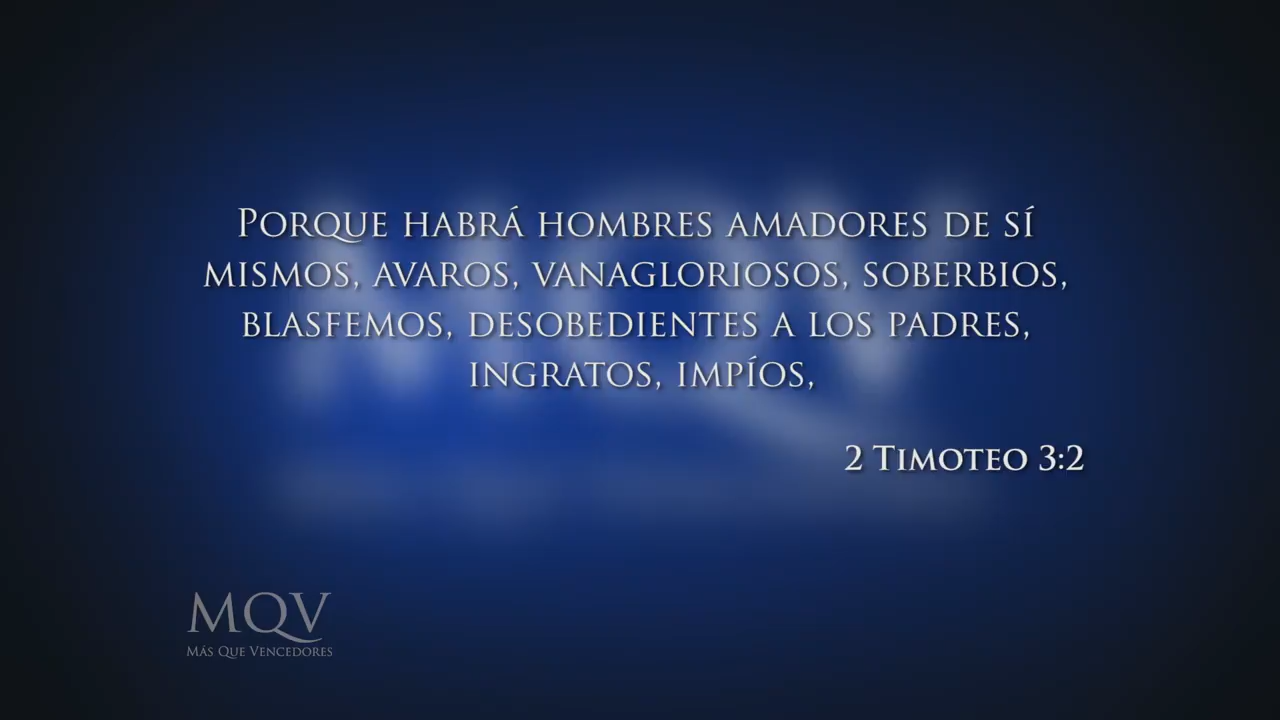 Porque habrá hombres amadores de sí
mismos, avaros, vanagloriosos, soberbios,
blasfemos, desobedientes a los padres,
ingratos, impíos,
2 Timoteo 3:2
MQV
Más Que Vencedores